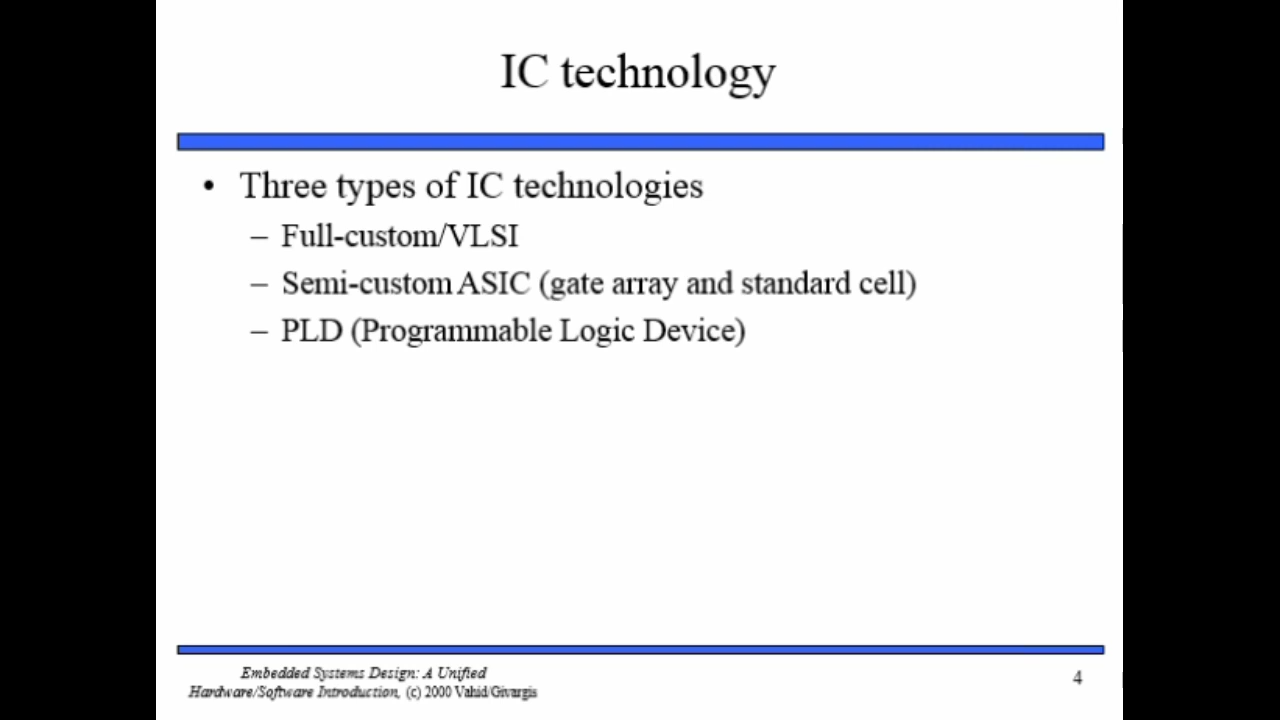 IC technology
• Three types of IC technologies
– Full-custom/VLSI
– Semi-custom ASIC (gate array and standard cell)
– PLD (Programmable Logic Device)
Embedded Systems Design: A Unified
Hardware/Software Introduction, (c) 2000 Vahid/Givargis
4